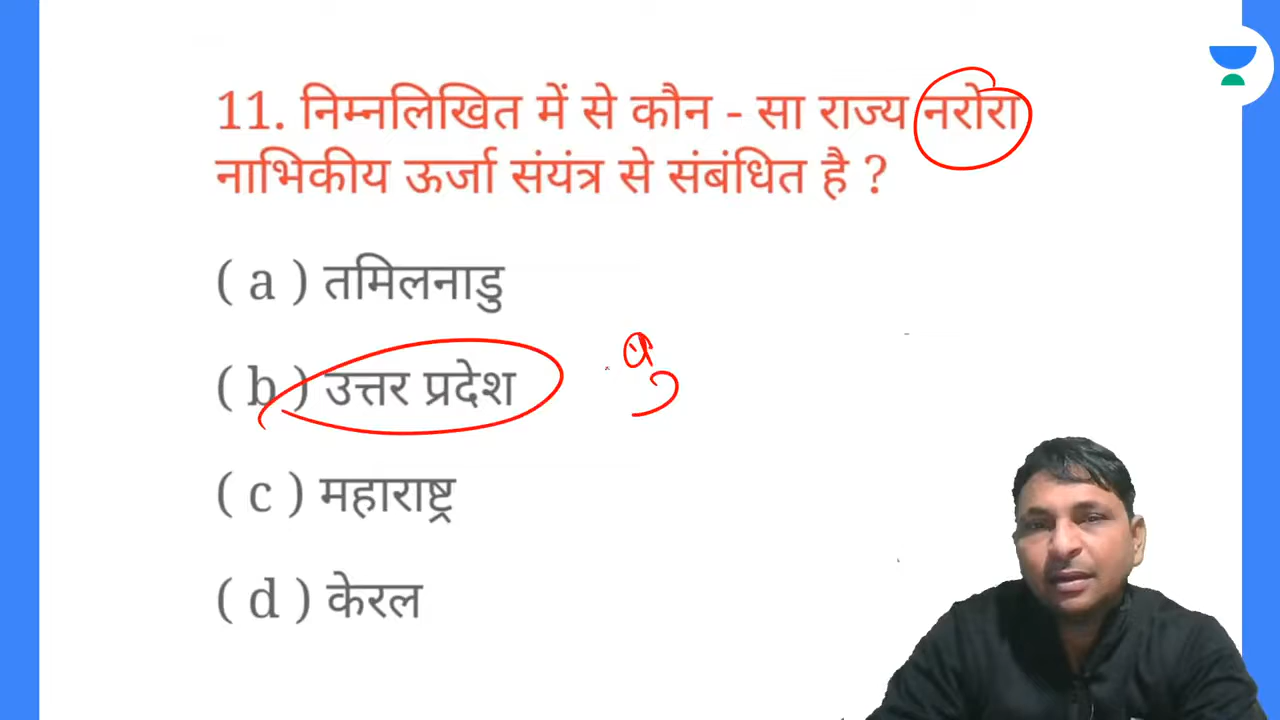 11. निम्नलिखित में से कौन - सा राज्य नरोरा
नाभिकीय ऊर्जा संयंत्र से संबंधित है ?
( a ) तमिलनाडु
( b ) उत्तर प्रदेश
( c ) महाराष्ट्र
( d ) केरल